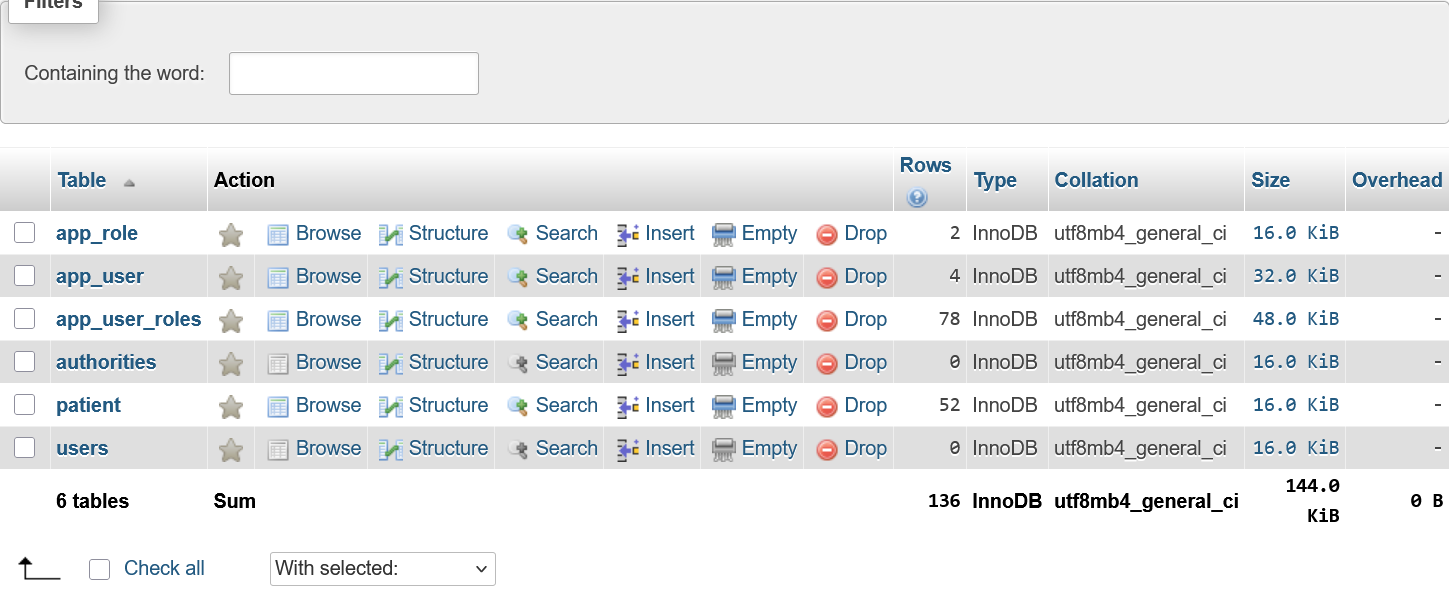 Filters
Containing the word:
Table Action Rows Type Collation Size Overhead
app_role Browse Structure Search Insert Empty Drop 2 InnoDB utf8mb4_general_ci 16.0 KiB -
app_user Browse Structure Search Insert Empty Drop 4 InnoDB utf8mb4_general_ci 32.0 KiB -
app_user_roles Browse Structure Search Insert Empty Drop 78 InnoDB utf8mb4_general_ci 48.0 KiB -
authorities Browse Structure Search Insert Empty Drop 0 InnoDB utf8mb4_general_ci 16.0 KiB -
patient Browse Structure Search Insert Empty Drop 52 InnoDB utf8mb4_general_ci 16.0 KiB -
users Browse Structure Search Insert Empty Drop 0 InnoDB utf8mb4_general_ci 16.0 KiB -
6 tables Sum 136 InnoDB utf8mb4_general_ci 144.0 KiB 0 B
Check all With selected: